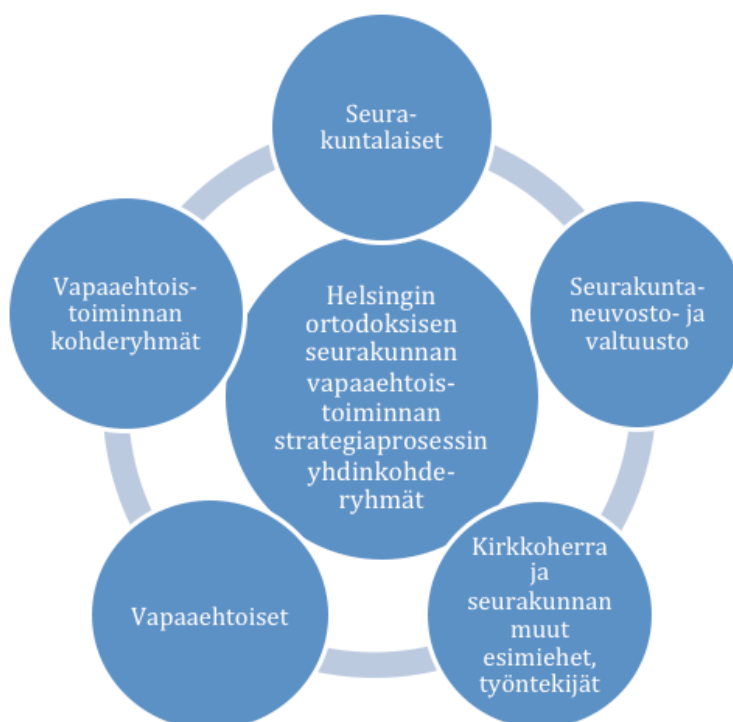 Seura-
kuntalaiset
Seurakunta-
neuvosto- ja
valtuusto
Kirkkoherra
ja
seurakunnan
muut
esimiehet,
työntekijät
Vapaaehtoiset
Vapaaehtois-
toiminnan
kohderyhmät
Helsingin
ortodoksisen
seurakunnan
vapaaehtois-
toiminnan
strategiaprosessin
yhdinkohde-
ryhmät